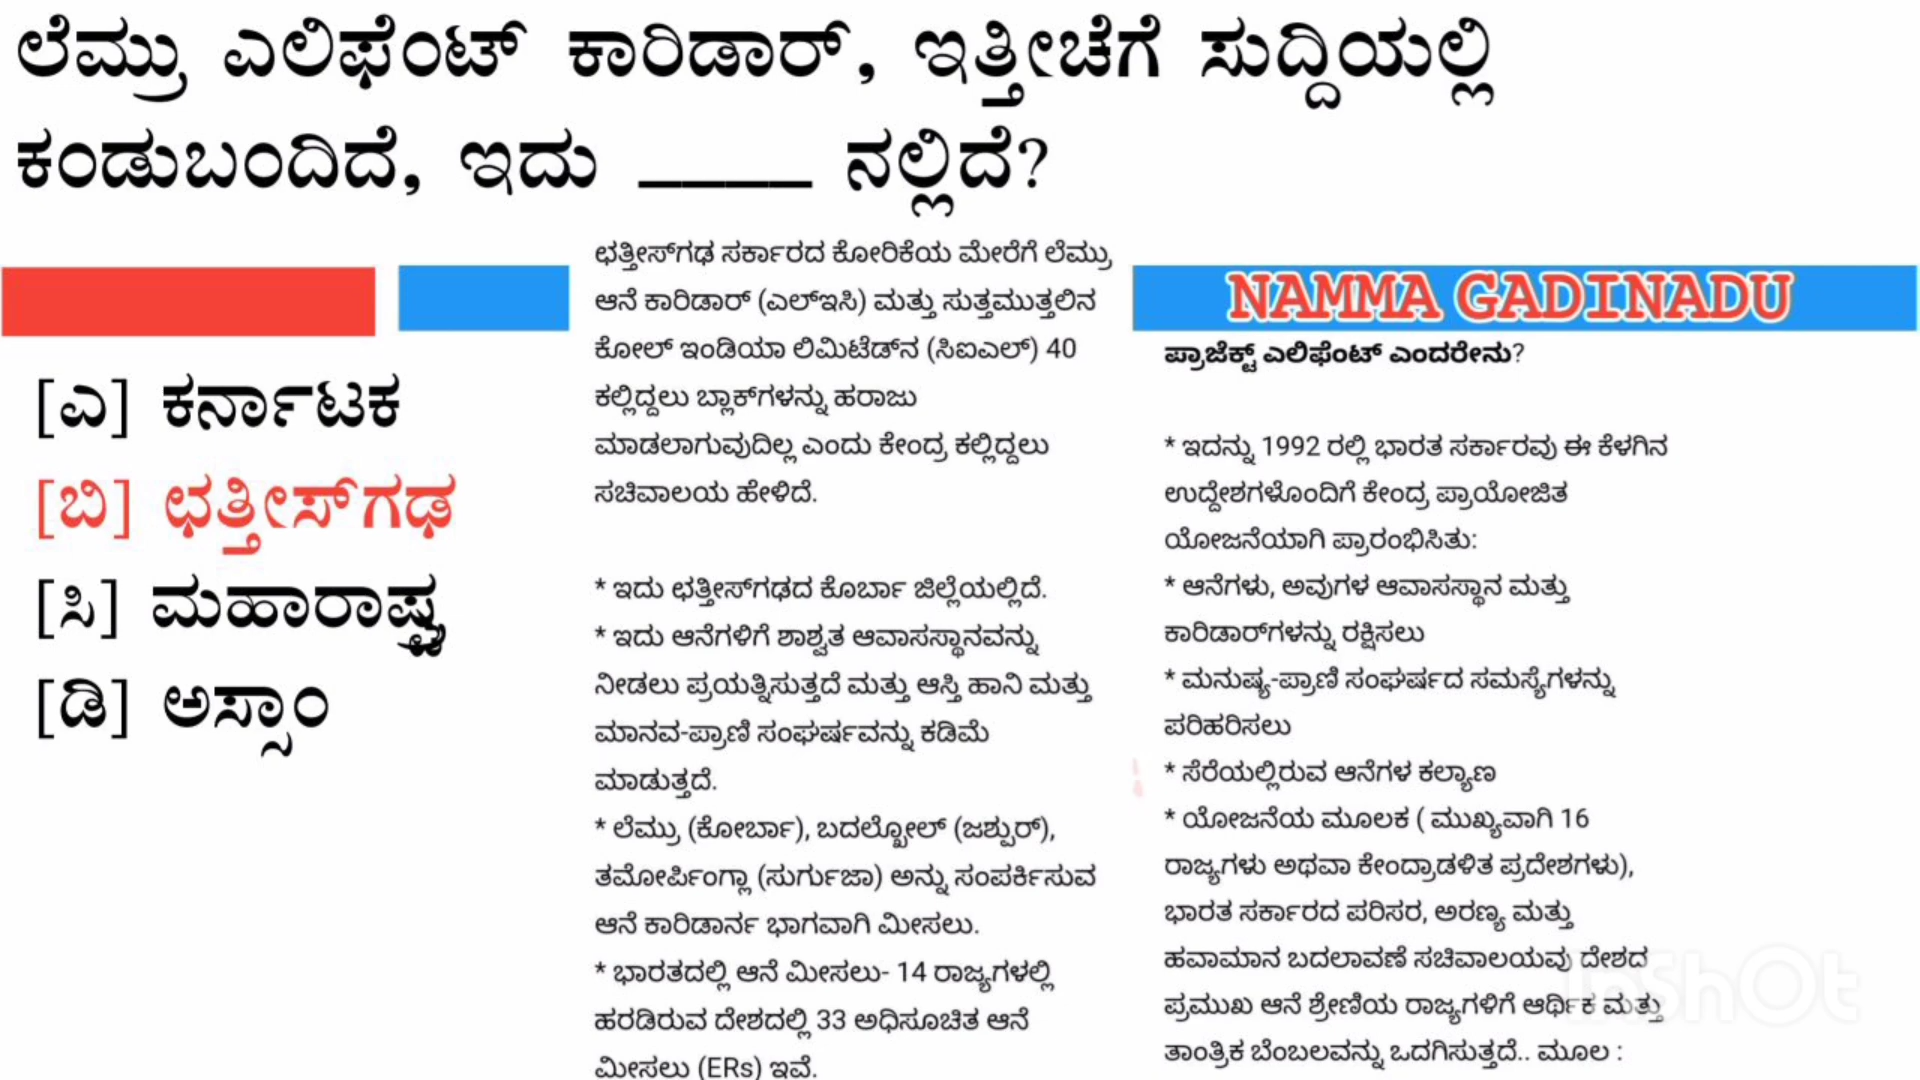 ಲೆಮ್ರು ಎಲಿಫೆಂಟ್ ಕಾರಿಡಾರ್, ಇತ್ತೀಚೆಗೆ ಸುದ್ದಿಯಲ್ಲಿ
ಕಂಡುಬಂದಿದೆ, ಇದು ____ ನಲ್ಲಿದೆ?
[ಎ] ಕರ್ನಾಟಕ
[ಬಿ] ಛತ್ತೀಸ್‌ಗಢ
[ಸಿ] ಮಹಾರಾಷ್ಟ್ರ
[ಡಿ] ಅಸ್ಸಾಂ
ಛತ್ತೀಸ್‌ಗಢ ಸರ್ಕಾರದ ಕೋರಿಕೆಯ ಮೇರೆಗೆ ಲೆಮ್ರು
ಆನೆ ಕಾರಿಡಾರ್ (ಎಲ್‌ಇಸಿ) ಮತ್ತು ಸುತ್ತಮುತ್ತಲಿನ
ಕೋಲ್ ಇಂಡಿಯಾ ಲಿಮಿಟೆಡ್‌ನ (ಸಿಐಎಲ್) 40
ಕಲ್ಲಿದ್ದಲು ಬ್ಲಾಕ್‌ಗಳನ್ನು ಹರಾಜು
ಮಾಡಲಾಗುವುದಿಲ್ಲ ಎಂದು ಕೇಂದ್ರ ಕಲ್ಲಿದ್ದಲು
ಸಚಿವಾಲಯ ಹೇಳಿದೆ.
* ಇದು ಛತ್ತೀಸ್‌ಗಢದ ಕೊರ್ಬಾ ಜಿಲ್ಲೆಯಲ್ಲಿದೆ.
* ಇದು ಆನೆಗಳಿಗೆ ಶಾಶ್ವತ ಆವಾಸಸ್ಥಾನವನ್ನು
ನೀಡಲು ಪ್ರಯತ್ನಿಸುತ್ತದೆ ಮತ್ತು ಆಸ್ತಿ ಹಾನಿ ಮತ್ತು
ಮಾನವ-ಪ್ರಾಣಿ ಸಂಘರ್ಷವನ್ನು ಕಡಿಮೆ
ಮಾಡುತ್ತದೆ.
* ಲೆಮ್ರು (ಕೋರ್ಬಾ), ಬದಲ್ಖೋಲ್ (ಜಶ್ಪುರ್),
ತಮೋರ್ಪಿಂಗ್ಲಾ (ಸುರ್ಗುಜಾ) ಅನ್ನು ಸಂಪರ್ಕಿಸುವ
ಆನೆ ಕಾರಿಡಾರ್ನ ಭಾಗವಾಗಿ ಮೀಸಲು.
* ಭಾರತದಲ್ಲಿ ಆನೆ ಮೀಸಲು- 14 ರಾಜ್ಯಗಳಲ್ಲಿ
ಹರಡಿರುವ ದೇಶದಲ್ಲಿ 33 ಅಧಿಸೂಚಿತ ಆನೆ
ಮೀಸಲು (ERs) ಇವೆ.
NAMMA GADINADU
ಪ್ರಾಜೆಕ್ಟ್ ಎಲಿಫೆಂಟ್ ಎಂದರೇನು?
* ಇದನ್ನು 1992 ರಲ್ಲಿ ಭಾರತ ಸರ್ಕಾರವು ಈ ಕೆಳಗಿನ
ಉದ್ದೇಶಗಳೊಂದಿಗೆ ಕೇಂದ್ರ ಪ್ರಾಯೋಜಿತ
ಯೋಜನೆಯಾಗಿ ಪ್ರಾರಂಭಿಸಿತು:
* ಆನೆಗಳು, ಅವುಗಳ ಆವಾಸಸ್ಥಾನ ಮತ್ತು
ಕಾರಿಡಾರ್‌ಗಳನ್ನು ರಕ್ಷಿಸಲು
* ಮನುಷ್ಯ-ಪ್ರಾಣಿ ಸಂಘರ್ಷದ ಸಮಸ್ಯೆಗಳನ್ನು
ಪರಿಹರಿಸಲು
* ಸೆರೆಯಲ್ಲಿರುವ ಆನೆಗಳ ಕಲ್ಯಾಣ
* ಯೋಜನೆಯ ಮೂಲಕ ( ಮುಖ್ಯವಾಗಿ 16
ರಾಜ್ಯಗಳು ಅಥವಾ ಕೇಂದ್ರಾಡಳಿತ ಪ್ರದೇಶಗಳು),
ಭಾರತ ಸರ್ಕಾರದ ಪರಿಸರ, ಅರಣ್ಯ ಮತ್ತು
ಹವಾಮಾನ ಬದಲಾವಣೆ ಸಚಿವಾಲಯವು ದೇಶದ
ಪ್ರಮುಖ ಆನೆ ಶ್ರೇಣಿಯ ರಾಜ್ಯಗಳಿಗೆ ಆರ್ಥಿಕ ಮತ್ತು
ತಾಂತ್ರಿಕ ಬೆಂಬಲವನ್ನು ಒದಗಿಸುತ್ತದೆ.. ಮೂಲ :
InShOt